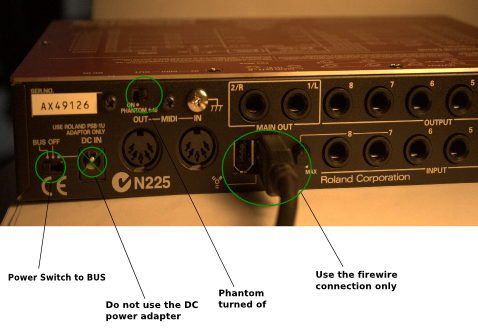 SER.NO.
AX49126
ON
PHANTOM
2/R
1/L
8
7
6
5
MAIN OUT
OUTPUT
USE ROLAND PSB-1U
ADAPTOR ONLY
OUT — MIDI — IN
BUS OFF
DC IN
8
7
6
5
MAX
INPUT
Roland Corporation
CE
N225
Power Switch to BUS
Do not use the DC
power adapter
Phantom
turned of
Use the firewire
connection only